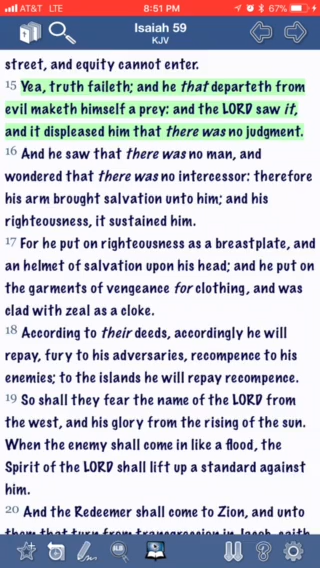 AT&T LTE 8:51 PM 67%
Isaiah 59
KJV
street, and equity cannot enter.
15 Yea, truth faileth; and he that departeth from
evil maketh himself a prey: and the LORD saw it,
and it displeased him that there was no judgment.
16 And he saw that there was no man, and
wondered that there was no intercessor: therefore
his arm brought salvation unto him; and his
righteousness, it sustained him.
17 For he put on righteousness as a breastplate, and
an helmet of salvation upon his head; and he put on
the garments of vengeance for clothing, and was
clad with zeal as a cloke.
18 According to their deeds, accordingly he will
repay, fury to his adversaries, recompence to his
enemies; to the islands he will repay recompence.
19 So shall they fear the name of the LORD from
the west, and his glory from the rising of the sun.
When the enemy shall come in like a flood, the
Spirit of the LORD shall lift up a standard against
him.
20 And the Redeemer shall come to Zion, and unto
them that turn from transgression in Jacob, saith